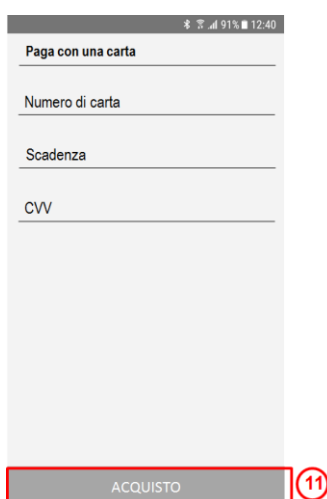 91% 12:40
Paga con una carta
Numero di carta
Scadenza
CVV
ACQUISTO
11